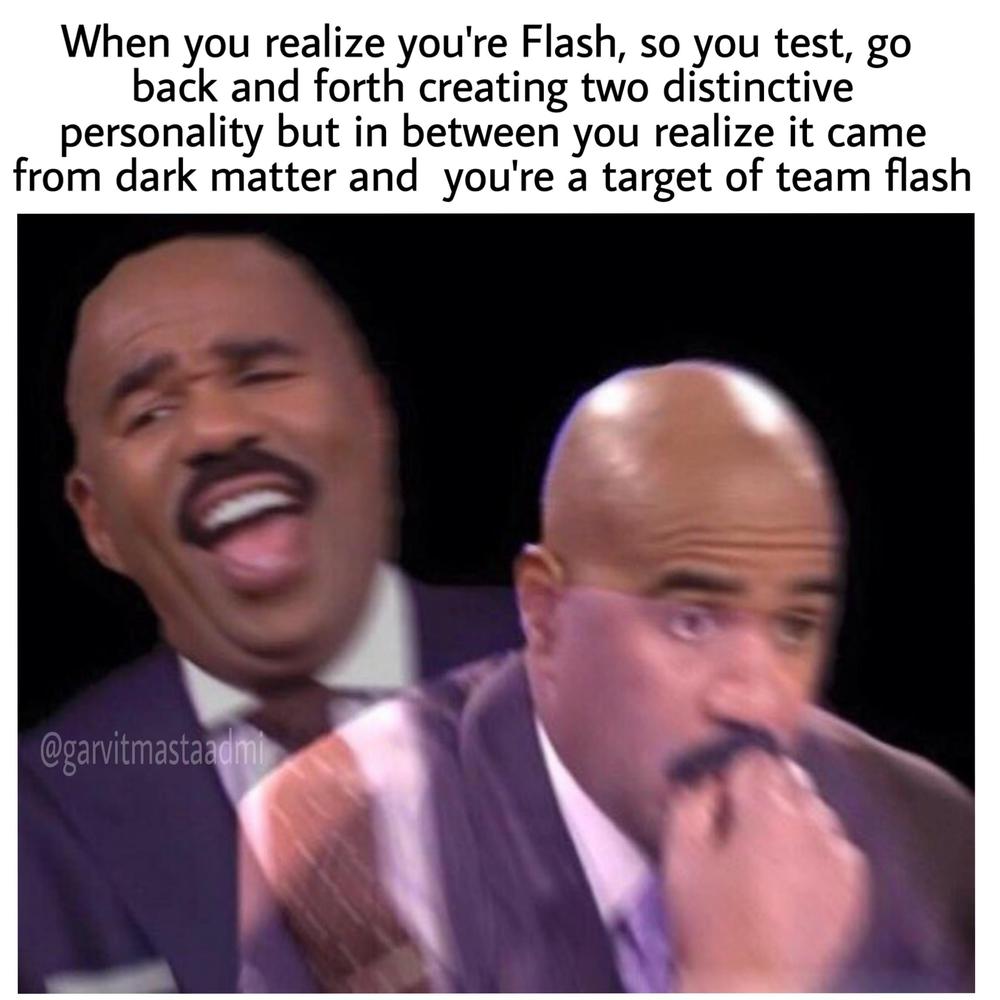 When you realize you're Flash, so you test, go
back and forth creating two distinctive
personality but in between you realize it came
from dark matter and  you're a target of team flash
@garvitmastaadmi